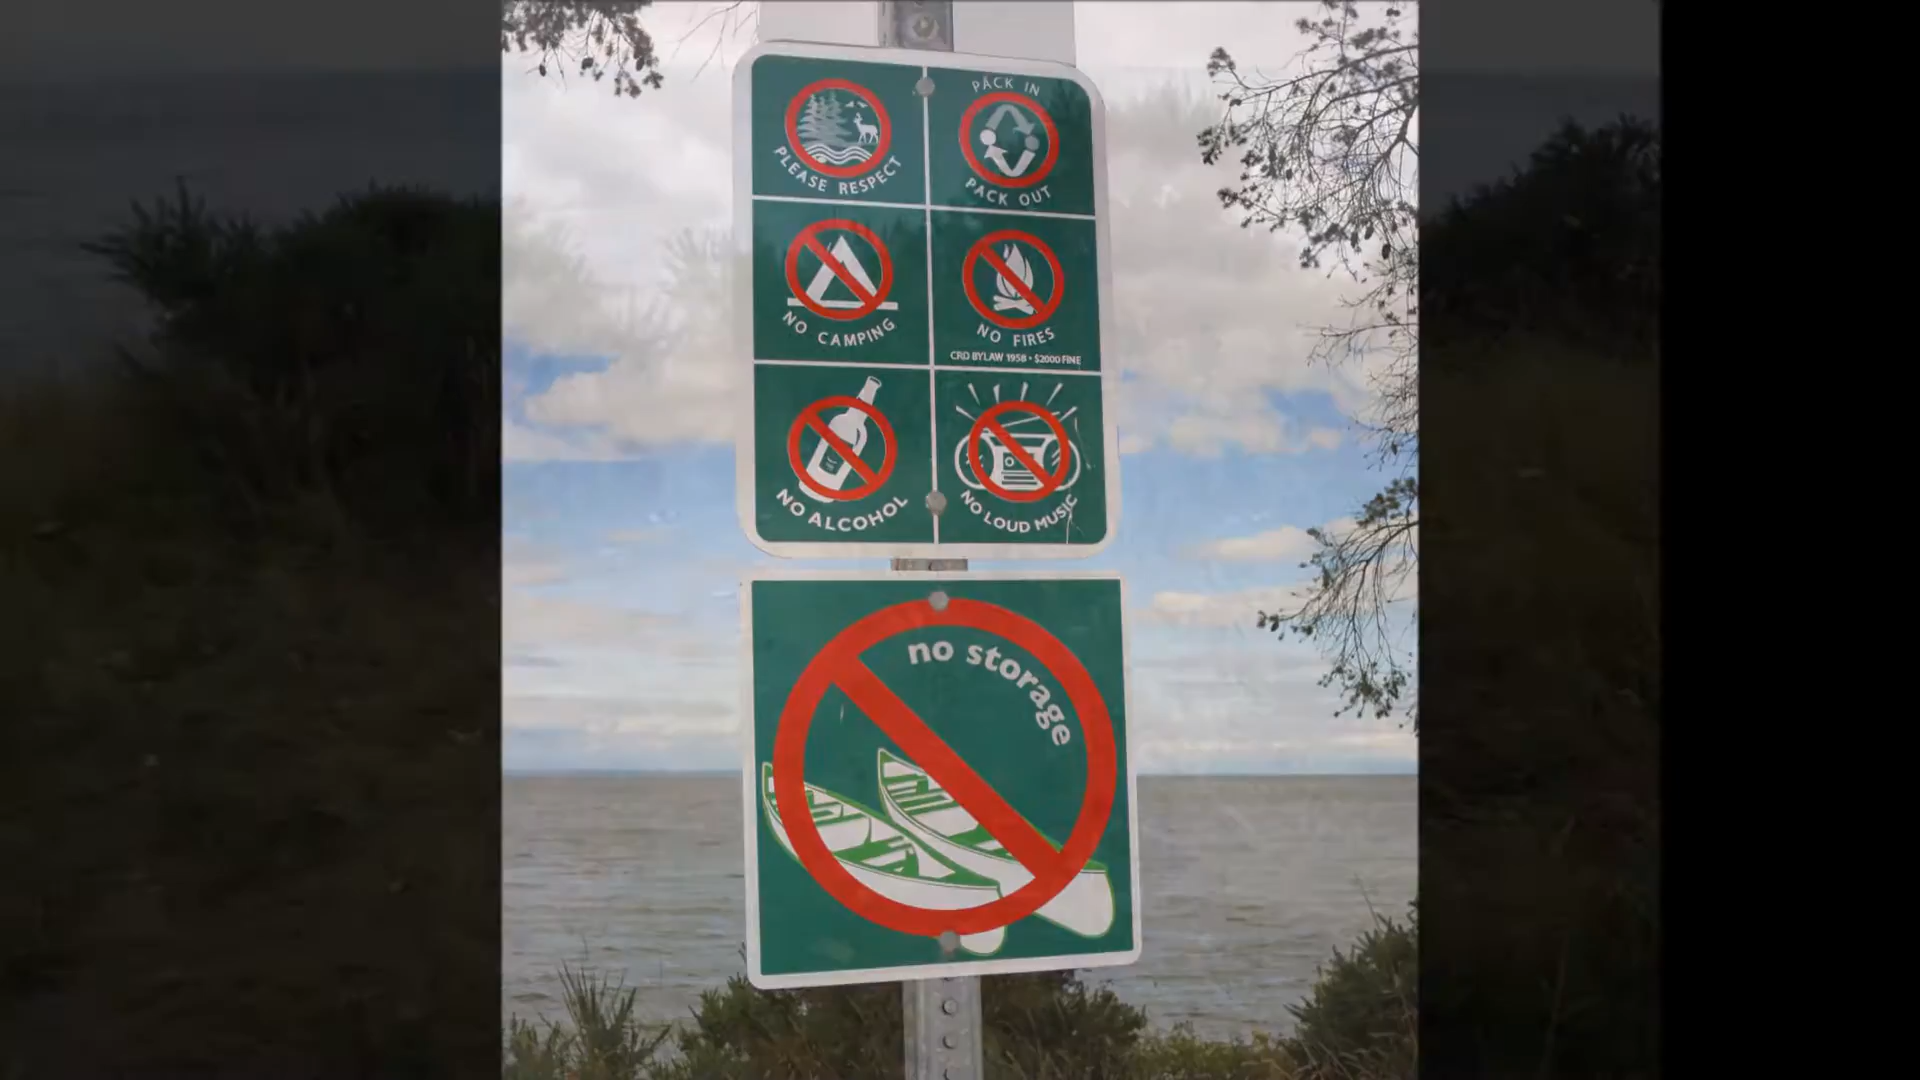 PLEASE RESPECT
PACK IN
PACK OUT
NO CAMPING
NO FIRES
CRD BYLAW 1958 • $2000 FINE
NO ALCOHOL
NO LOUD MUSIC
no storage